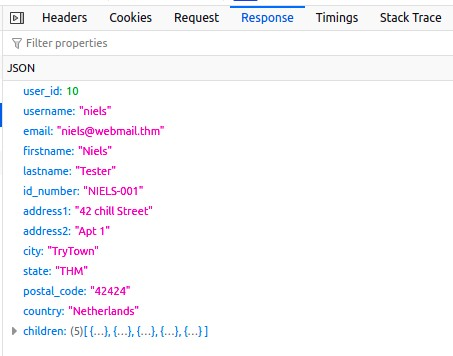 Headers Cookies Request Response Timings Stack Trace
Filter properties
JSON
user_id: 10
username: "niels"
email: "niels@webmail.thm"
firstname: "Niels"
lastname: "Tester"
id_number: "NIELS-001"
address1: "42 chill Street"
address2: "Apt 1"
city: "TryTown"
state: "THM"
postal_code: "42424"
country: "Netherlands"
children: (5)[ {…}, {…}, {…}, {…}, {…} ]